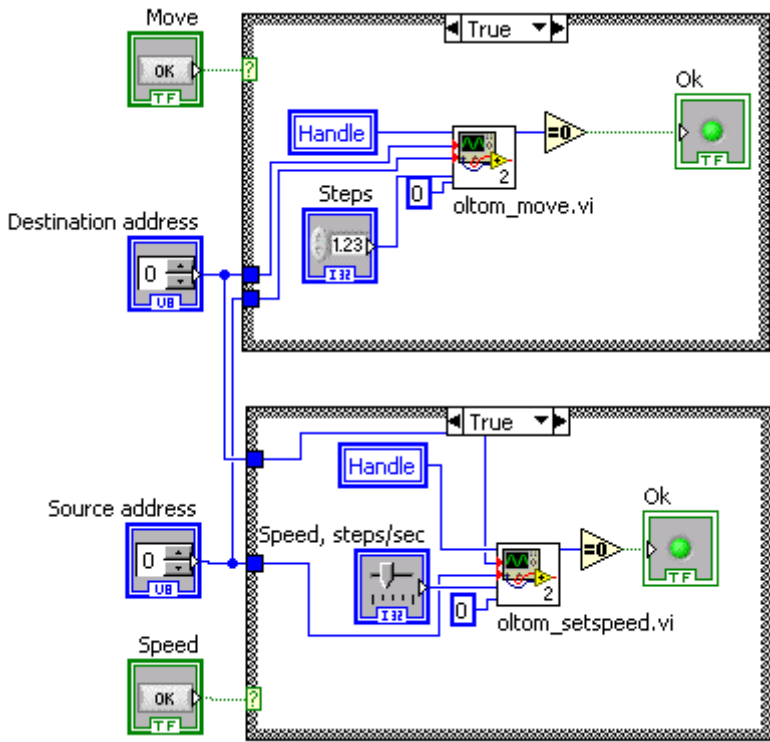 Move
OK
TF
?
True
Handle
=0
Ok
TF
2
oltom_move.vi
0
Steps
1.23
I32
Destination address
0
U8
True
Handle
Source address
0
U8
Speed, steps/sec
I32
0
2
oltom_setspeed.vi
=0
Ok
TF
Speed
OK
TF
?